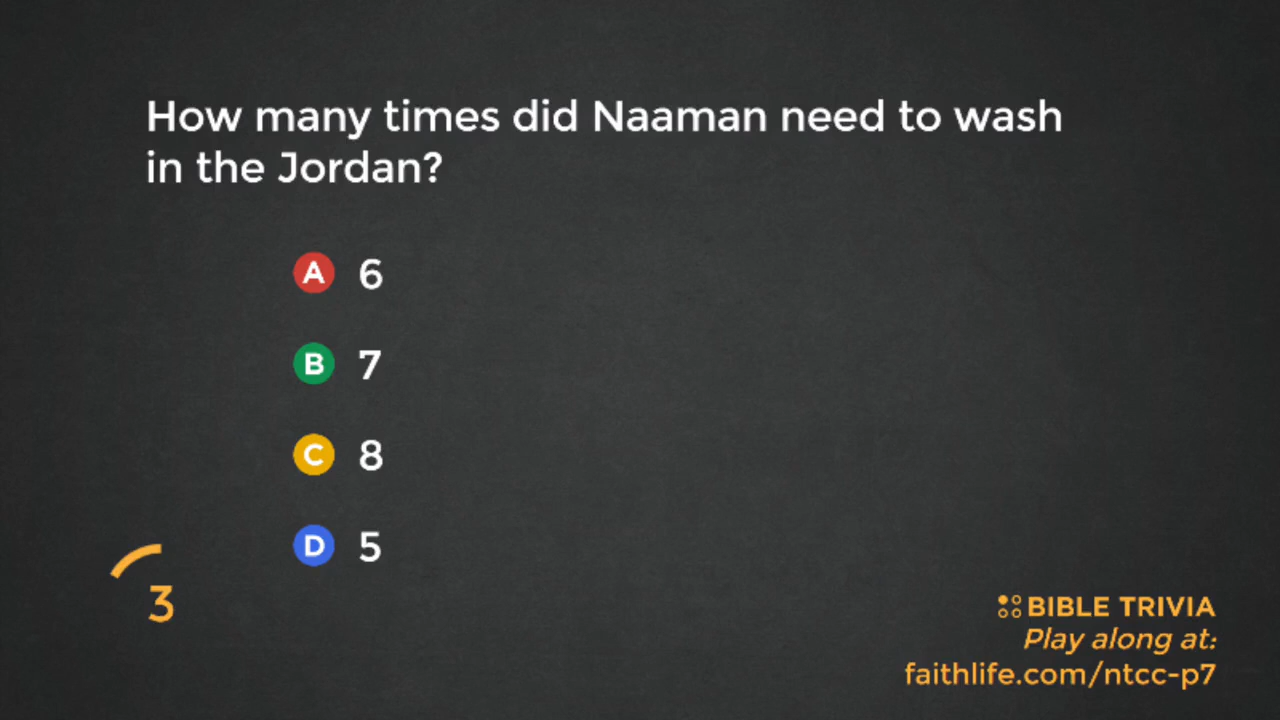 How many times did Naaman need to wash
in the Jordan?
A 6
B 7
C 8
D 5
3
BIBLE TRIVIA
Play along at:
faithlife.com/ntcc-p7